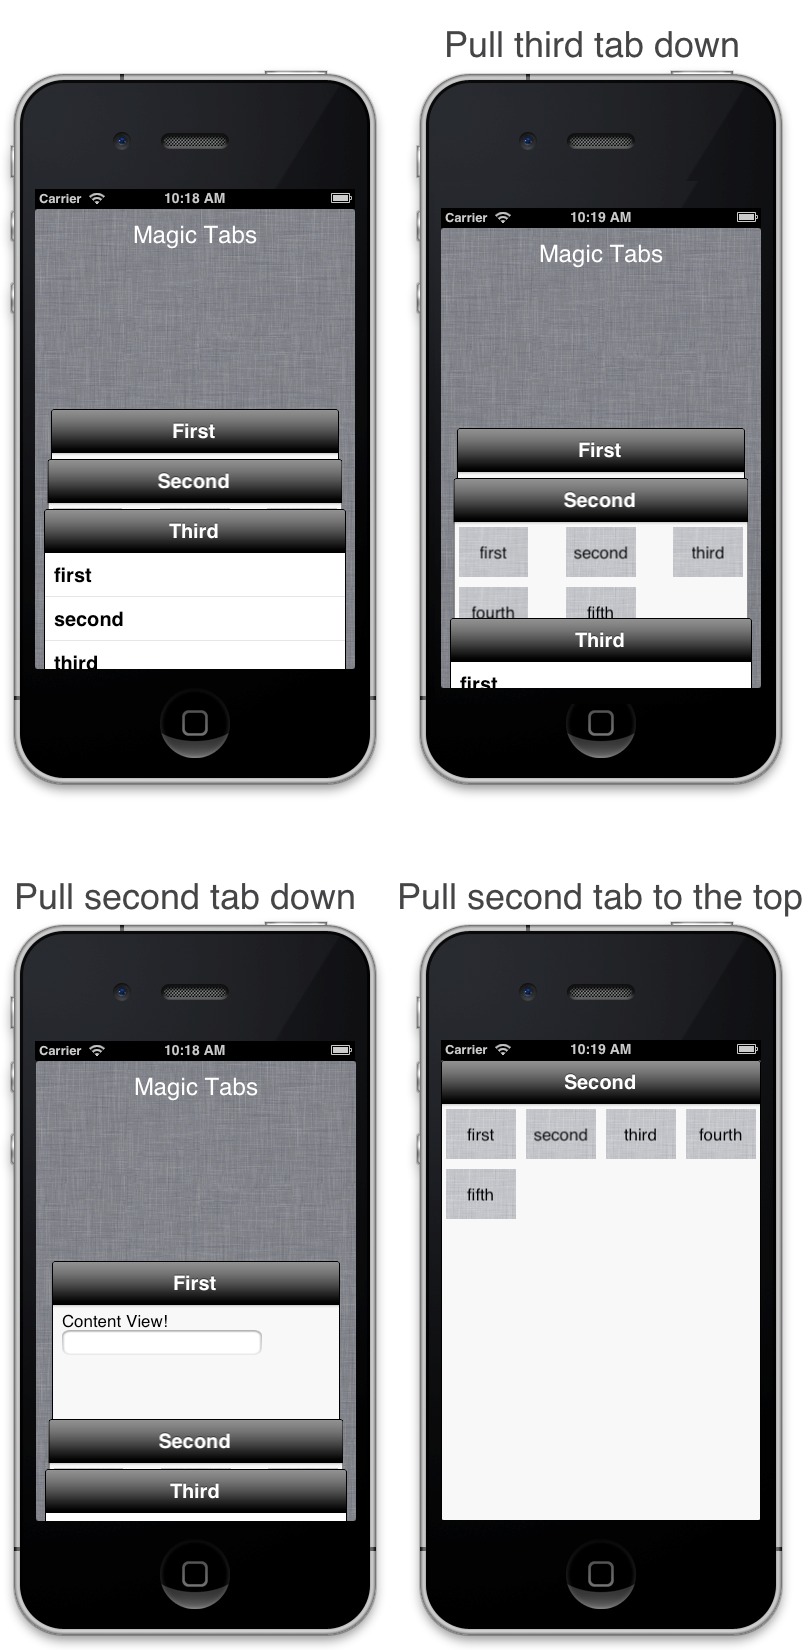 Pull third tab down
Carrier 10:18 AM
Magic Tabs
First
Second
Third
first
second
third
Carrier 10:19 AM
Magic Tabs
First
Second
first second third
fourth fifth
Third
first
Pull second tab down
Carrier 10:18 AM
Magic Tabs
First
Content View!
Second
Third
Pull second tab to the top
Carrier 10:19 AM
Second
first second third fourth
fifth